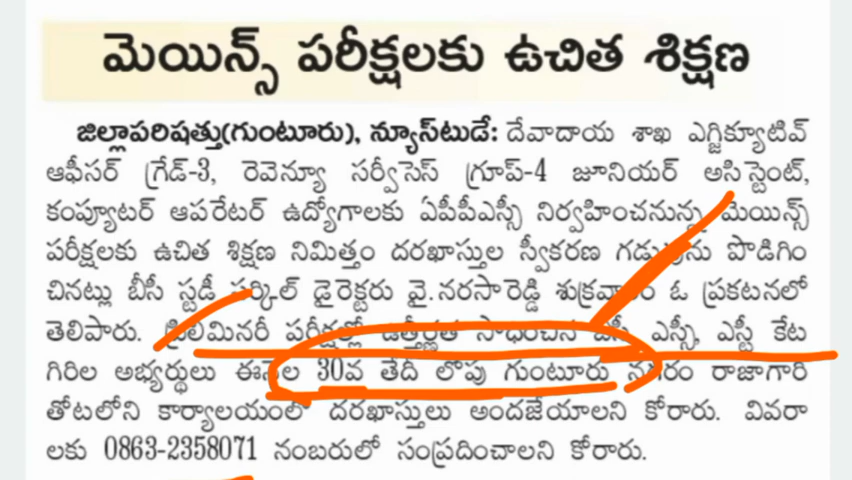 మెయిన్స్ పరీక్షలకు ఉచిత శిక్షణ
జిల్లాపరిషత్తు(గుంటూరు), న్యూస్‌టుడే: దేవాదాయ శాఖ ఎగ్జిక్యూటివ్
ఆఫీసర్ గ్రేడ్-3, రెవెన్యూ సర్వీసెస్ గ్రూప్-4 జూనియర్ అసిస్టెంట్,
కంప్యూటర్ ఆపరేటర్ ఉద్యోగాలకు ఏపీపీఎస్సీ నిర్వహించనున్న మెయిన్స్
పరీక్షలకు ఉచిత శిక్షణ నిమిత్తం దరఖాస్తుల స్వీకరణ గడువును పొడిగిం
చినట్లు బీసీ స్టడీ సర్కిల్ డైరెక్టరు వై.నరసారెడ్డి శుక్రవారం ఓ ప్రకటనలో
తెలిపారు. ప్రిలిమినరీ పరీక్షల్లో ఉత్తీర్ణత సాధించిన బీసీ, ఎస్సీ, ఎస్టీ కేట
గిరిల అభ్యర్థులు ఈనెల 30వ తేదీ లోపు గుంటూరు నగరం రాజాగారి
తోటలోని కార్యాలయంలో దరఖాస్తులు అందజేయాలని కోరారు. వివరా
లకు 0863-2358071 నంబరులో సంప్రదించాలని కోరారు.